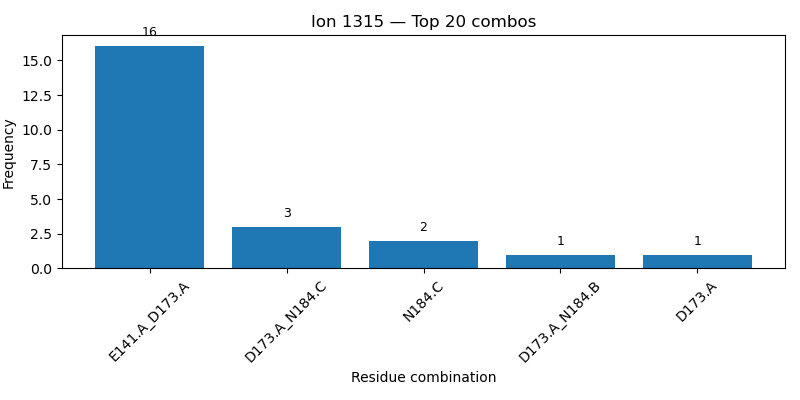 Ion 1315 — Top 20 combos
16
3
2
1
1
Frequency
15.0
12.5
10.0
7.5
5.0
2.5
0.0
E141.A_D173.A
D173.A_N184.C
N184.C
D173.A_N184.B
D173.A
Residue combination